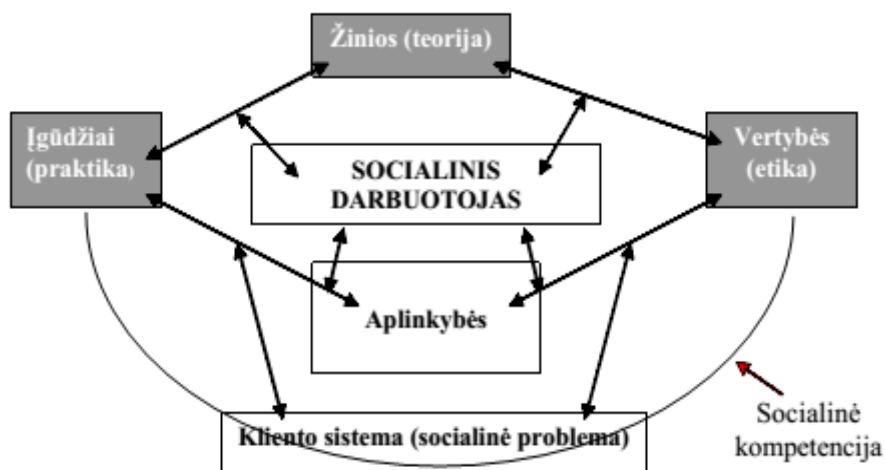 Žinios (teorija)
Įgūdžiai
(praktika)
Vertybės
(etika)
SOCIALINIS
DARBUOTOJAS
Aplinkybės
Kliento sistema (socialinė problema)
Socialinė
kompetencija